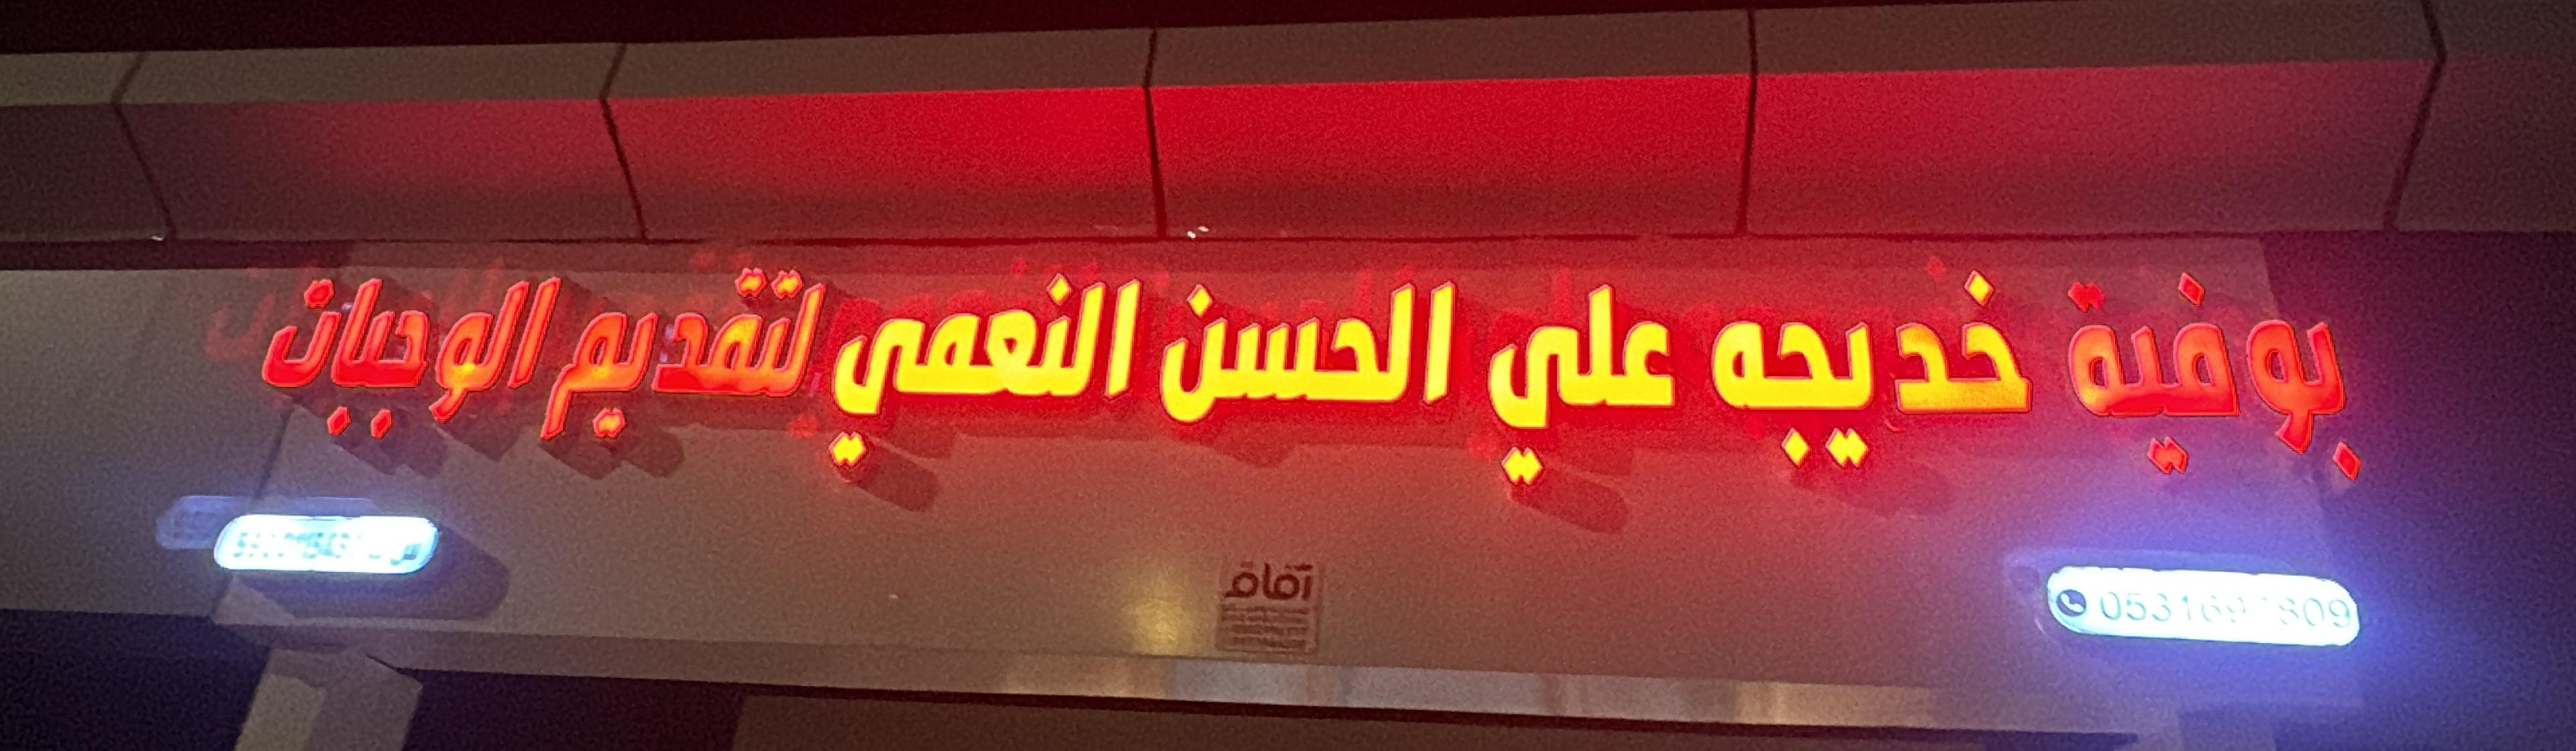 بوفية خديجه علي الحسن النعمي لتقديم الوجبات
آفاق